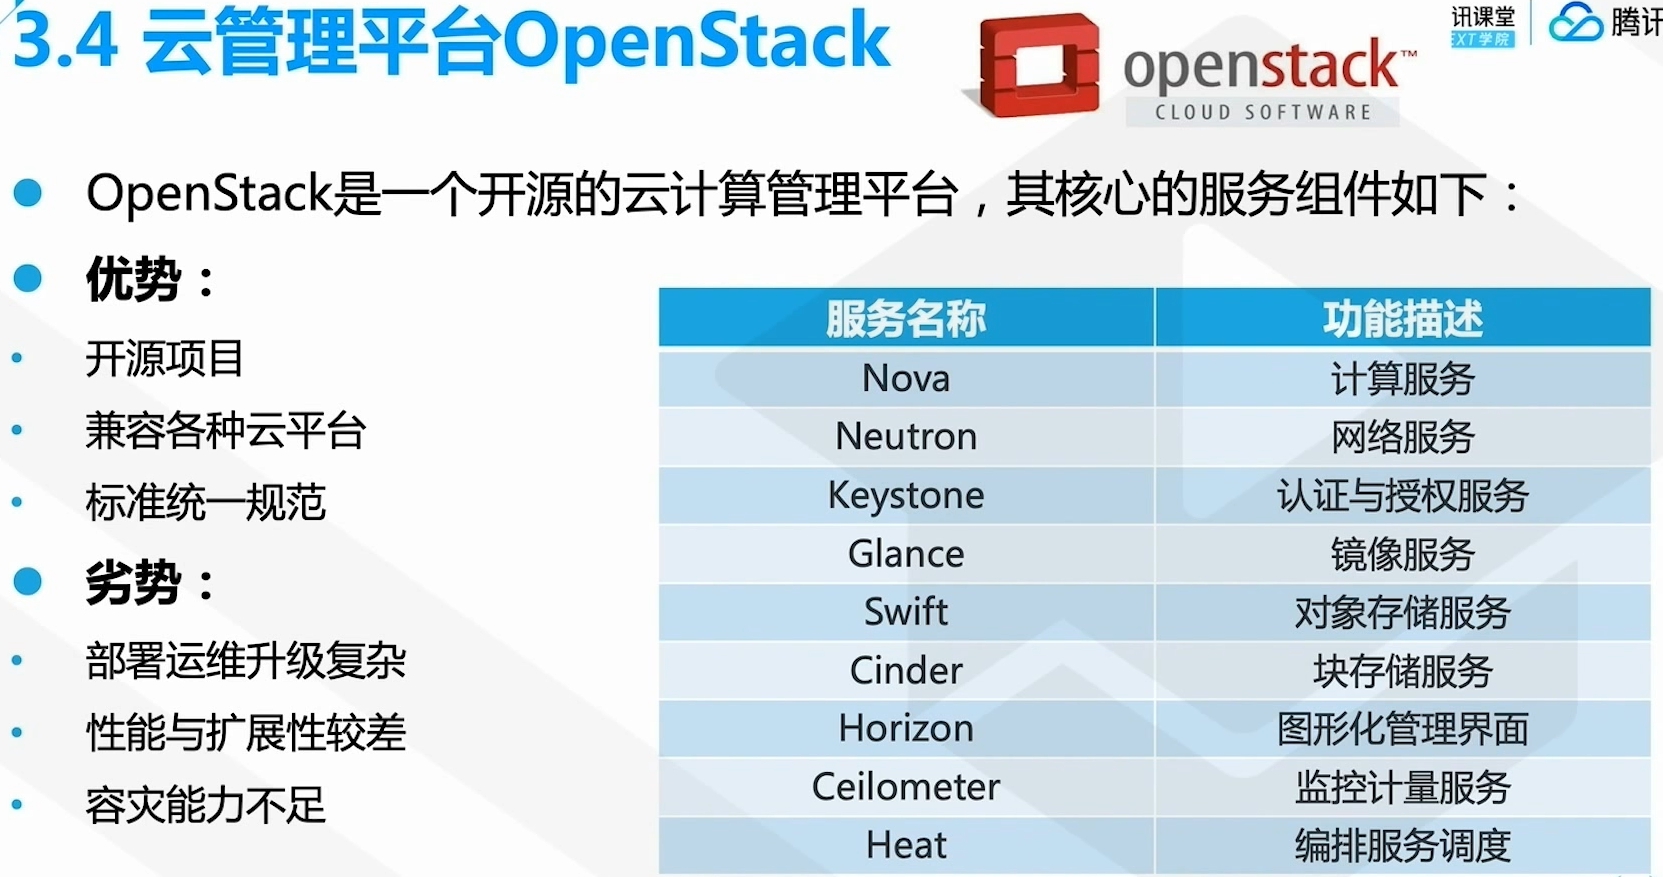 3.4 云管理平台OpenStack
openstack™
CLOUD SOFTWARE
讯课堂
EXT学院
腾讯
OpenStack是一个开源的云计算管理平台，其核心的服务组件如下：
优势：
开源项目
兼容各种云平台
标准统一规范
劣势：
部署运维升级复杂
性能与扩展性较差
容灾能力不足
服务名称 功能描述
Nova 计算服务
Neutron 网络服务
Keystone 认证与授权服务
Glance 镜像服务
Swift 对象存储服务
Cinder 块存储服务
Horizon 图形化管理界面
Ceilometer 监控计量服务
Heat 编排服务调度